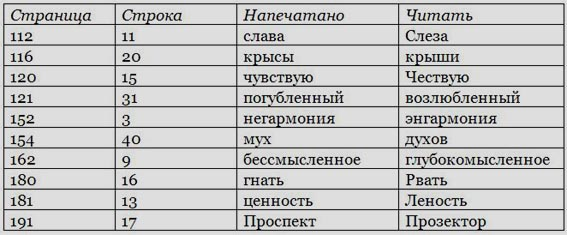 Страница Строка Напечатано Читать
112 11 слава Слеза
116 20 крысы крыши
120 15 чувствую Чествую
121 31 погубленный возлюбленный
152 3 негармония энгармония
154 40 мух духов
162 9 бессмысленное глубокомысленное
180 16 гнать Рвать
181 13 ценность Леность
191 17 Проспект Прозектор